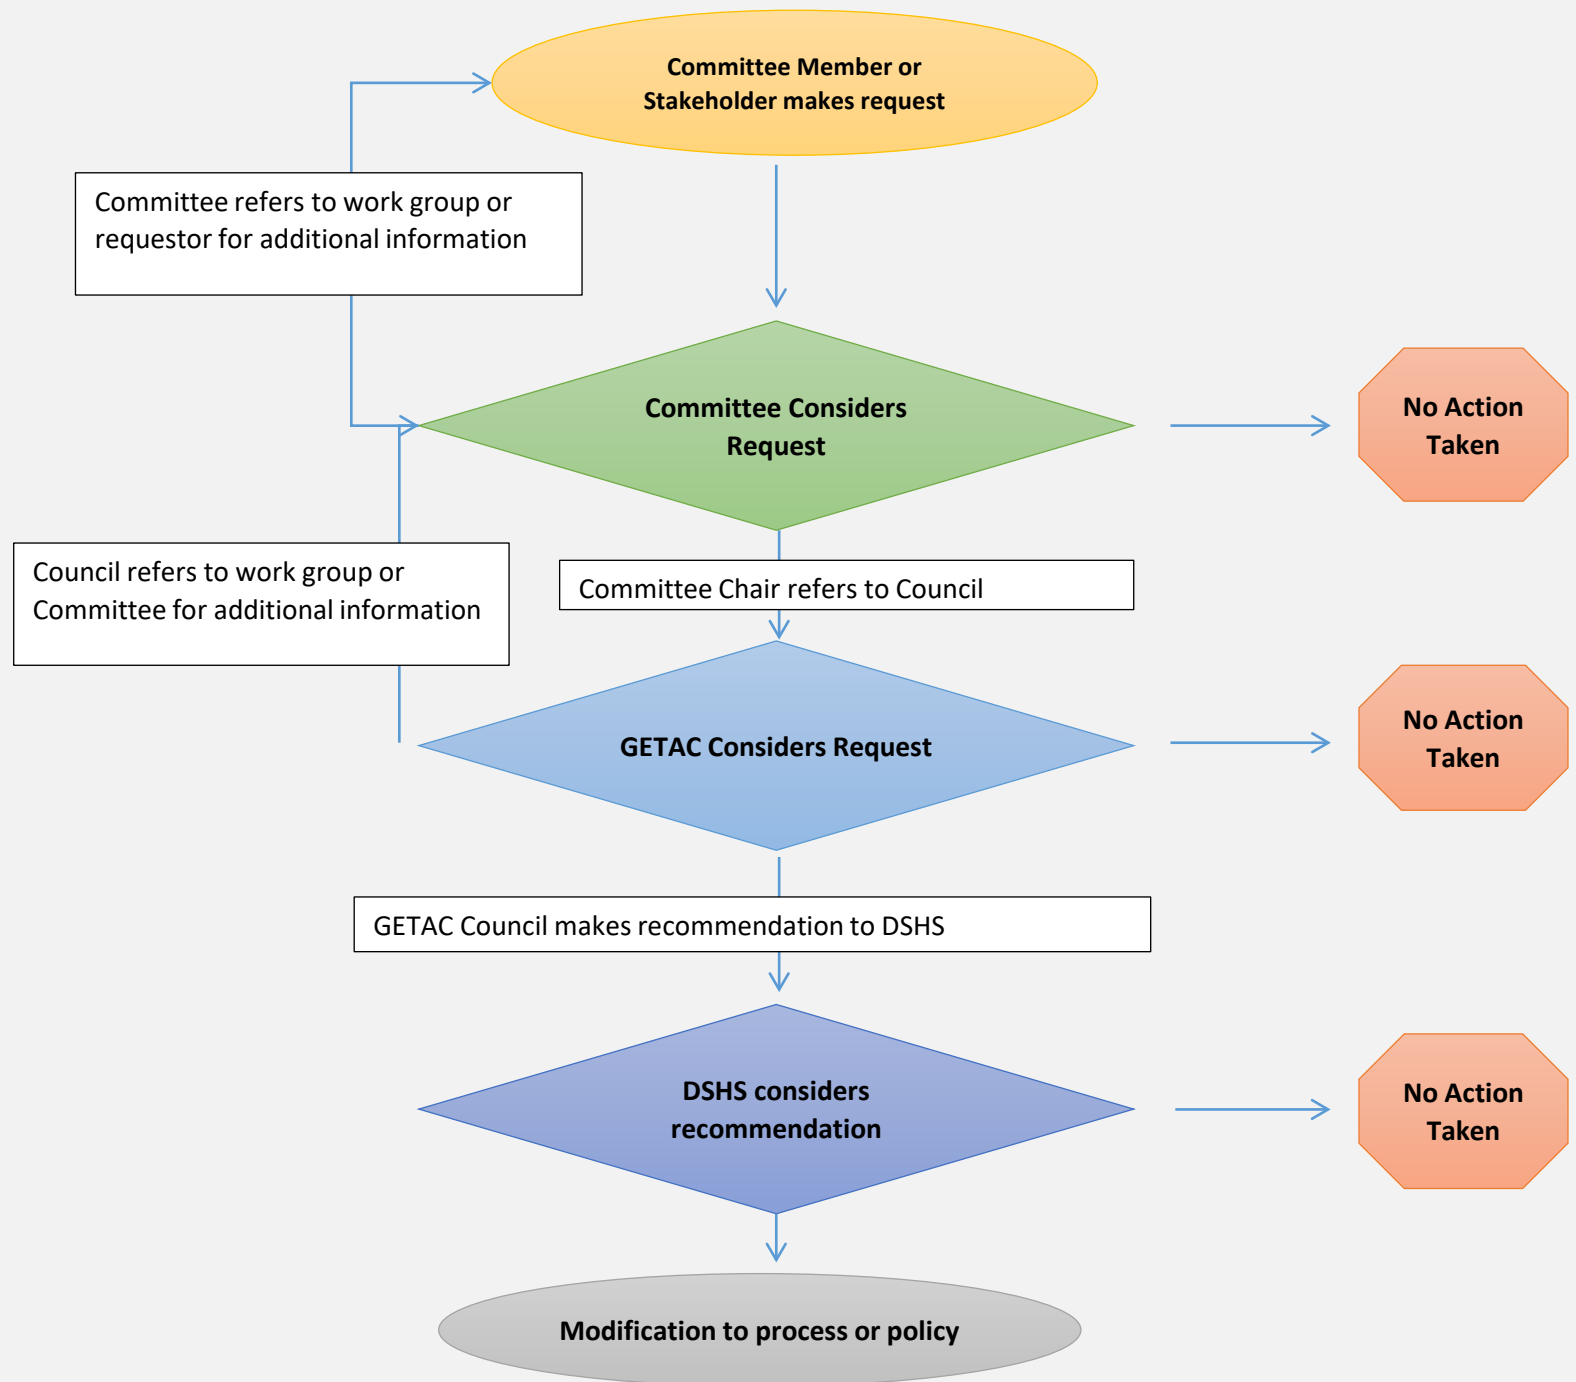 Committee Member or
Stakeholder makes request
Committee refers to work group or
requestor for additional information
Committee Considers
Request
No Action
Taken
Council refers to work group or
Committee for additional information
Committee Chair refers to Council
GETAC Considers Request
No Action
Taken
GETAC Council makes recommendation to DSHS
DSHS considers
recommendation
No Action
Taken
Modification to process or policy